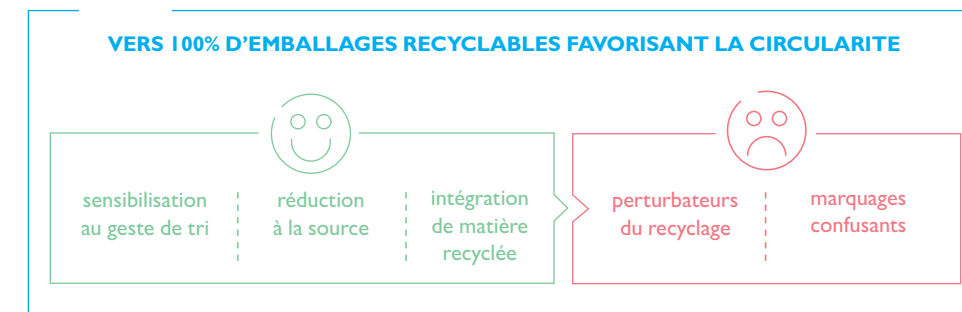 VERS 100% D'EMBALLAGES RECYCLABLES FAVORISANT LA CIRCULARITE
sensibilisation
au geste de tri
réduction
à la source
intégration
de matière
recyclée
perturbateurs
du recyclage
marquages
confusants